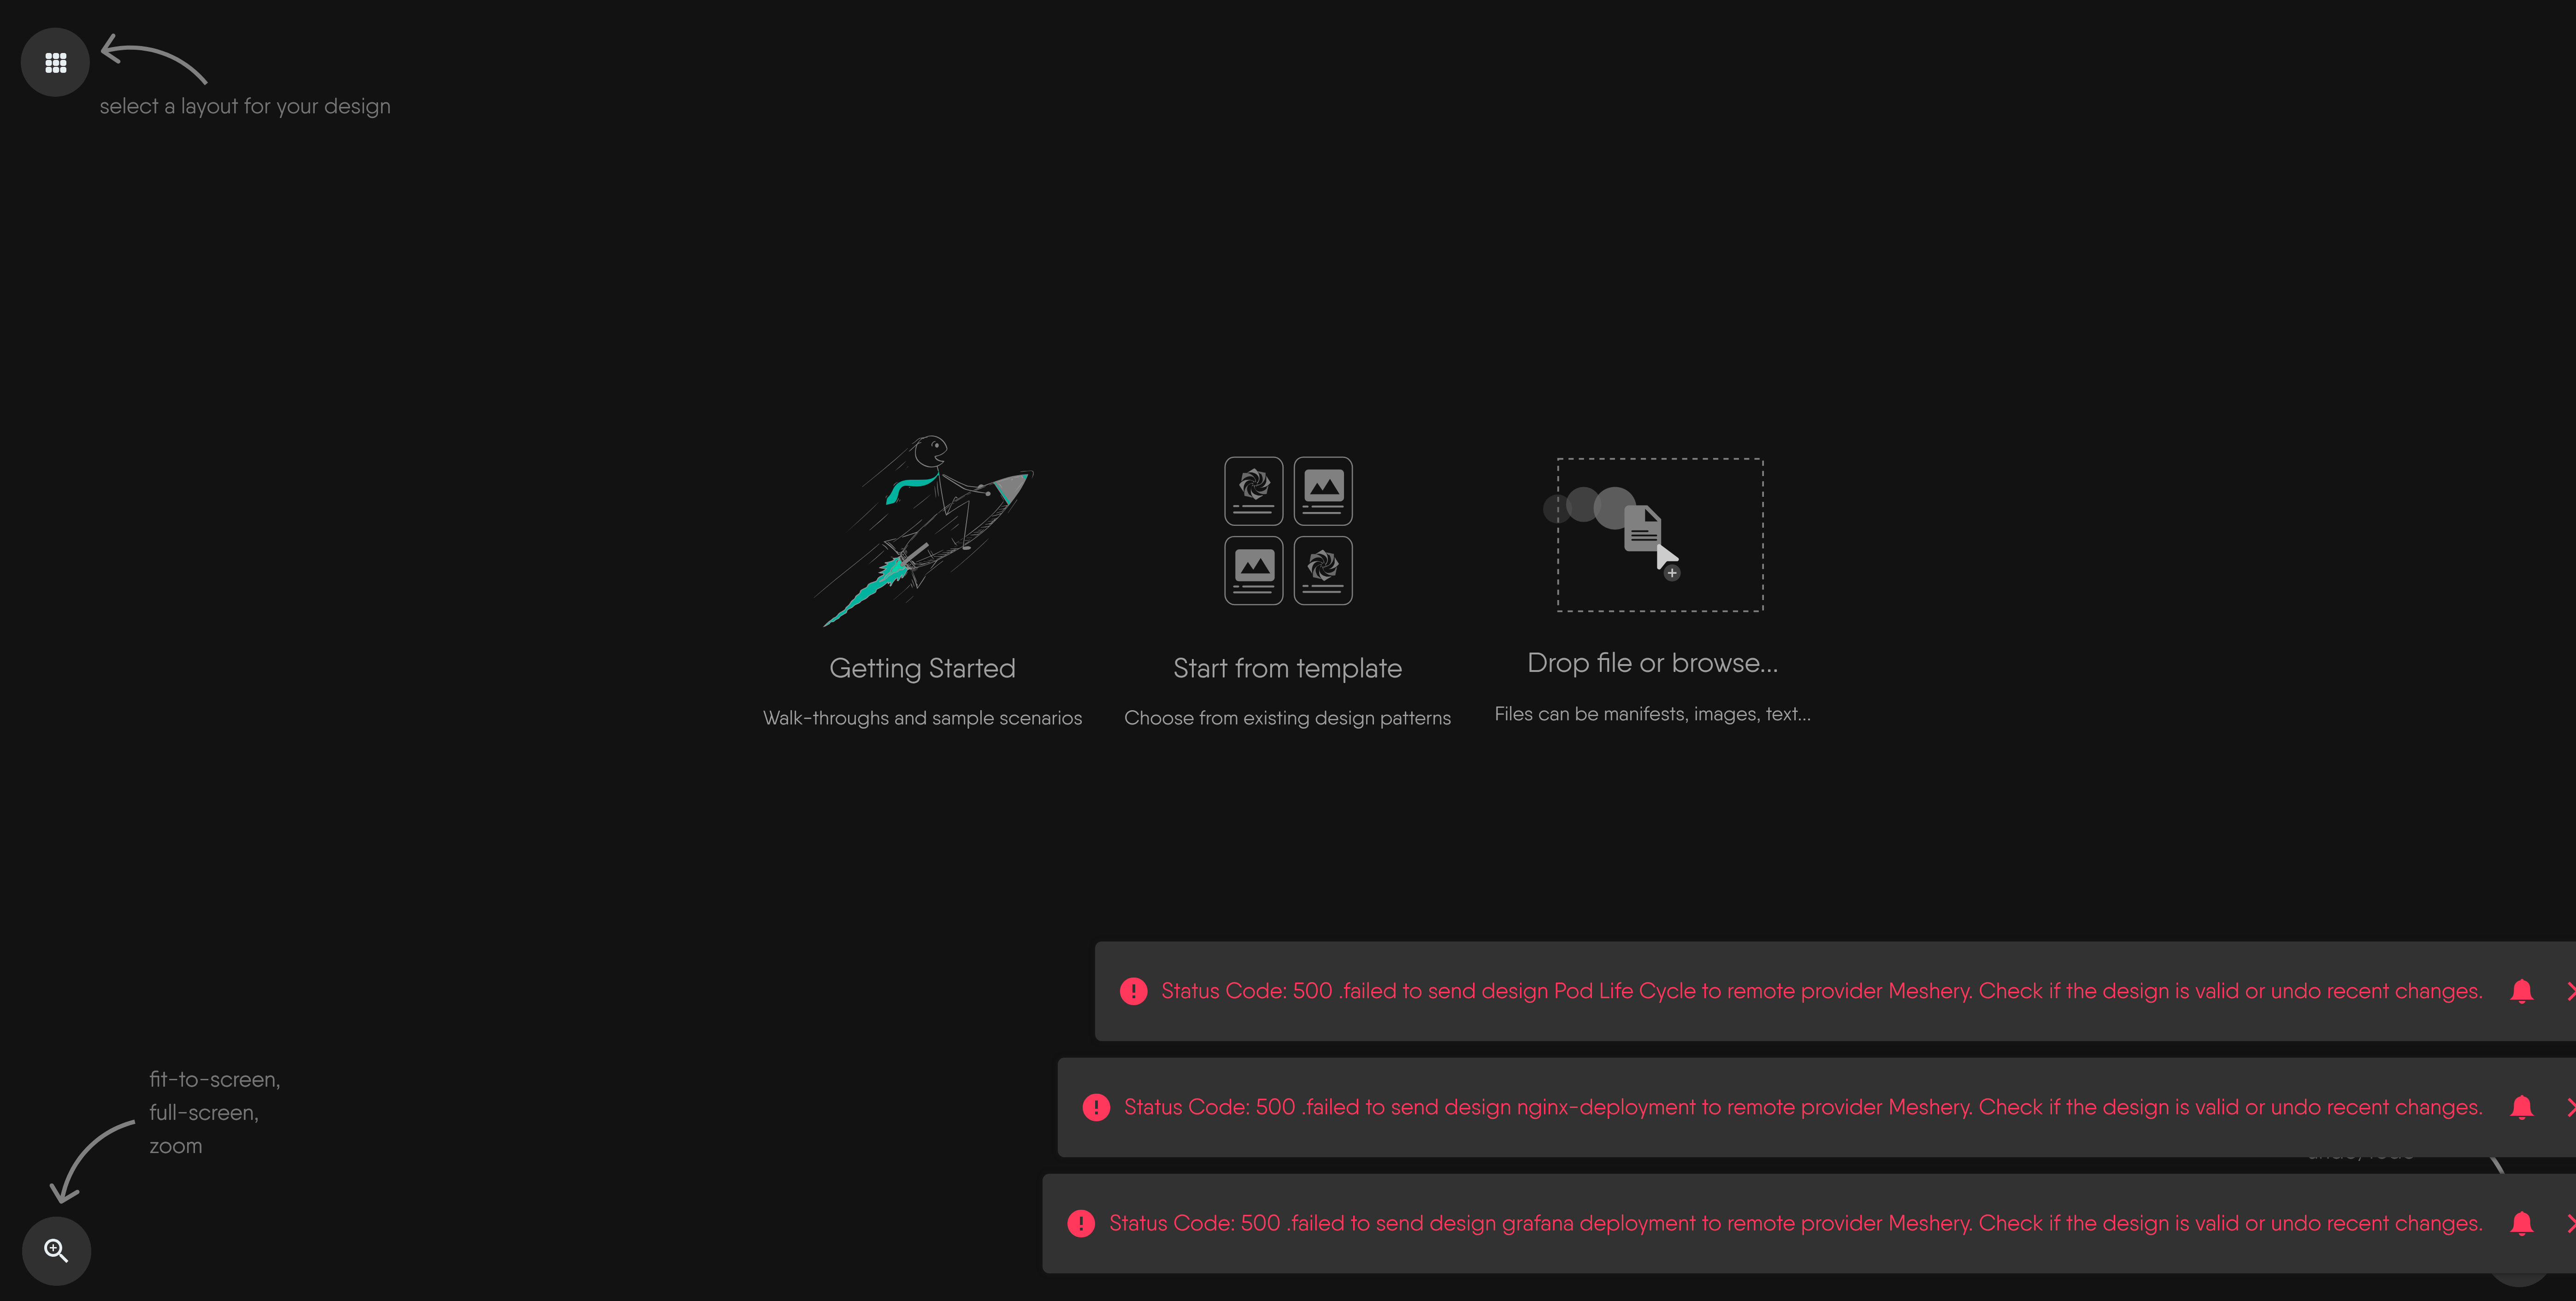 select a layout for your design
Getting Started
Walk-throughs and sample scenarios
Start from template
Choose from existing design patterns
Drop file or browse...
Files can be manifests, images, text...
Status Code: 500 .failed to send design Pod Life Cycle to remote provider Meshery. Check if the design is valid or undo recent changes.
fit-to-screen,
full-screen,
zoom
Status Code: 500 .failed to send design nginx-deployment to remote provider Meshery. Check if the design is valid or undo recent changes.
Status Code: 500 .failed to send design grafana deployment to remote provider Meshery. Check if the design is valid or undo recent changes.